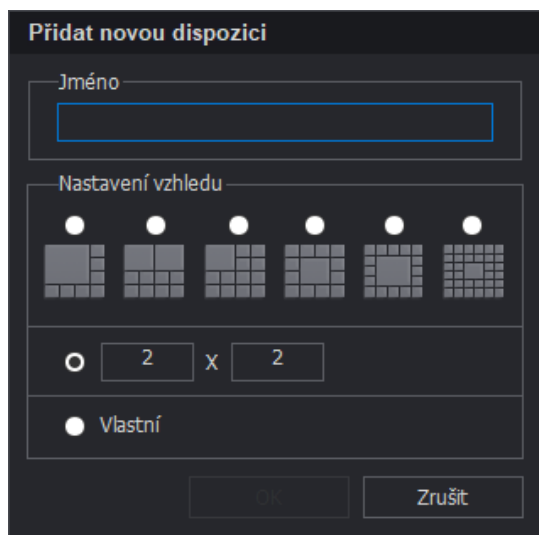 Přidat novou dispozici
Jméno
Nastavení vzhledu
2 X 2
Vlastní
OK Zrušit